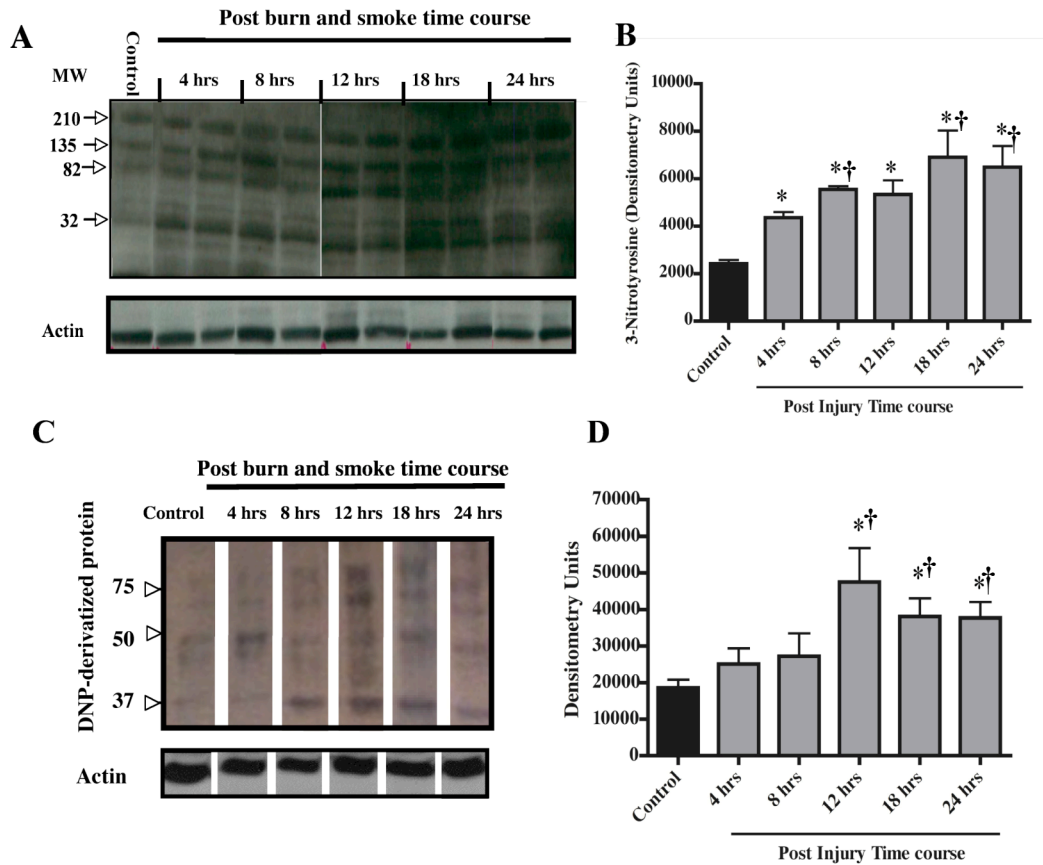 A
Post burn and smoke time course
Control
MW
4 hrs 8 hrs 12 hrs 18 hrs 24 hrs
210
135
82
32
Actin
B
3-Nitrotyrosine (Densitometry Units)
10000
8000
6000
4000
2000
0
* *† * *† *†
Control 4 hrs 8 hrs 12 hrs 18 hrs 24 hrs
Post Injury Time course
C
Post burn and smoke time course
Control 4 hrs 8 hrs 12 hrs 18 hrs 24 hrs
DNP-derivatized protein
75
50
37
Actin
D
Densitometry Units
70000
60000
50000
40000
30000
20000
10000
0
*† *† *†
Control 4 hrs 8 hrs 12 hrs 18 hrs 24 hrs
Post Injury Time course